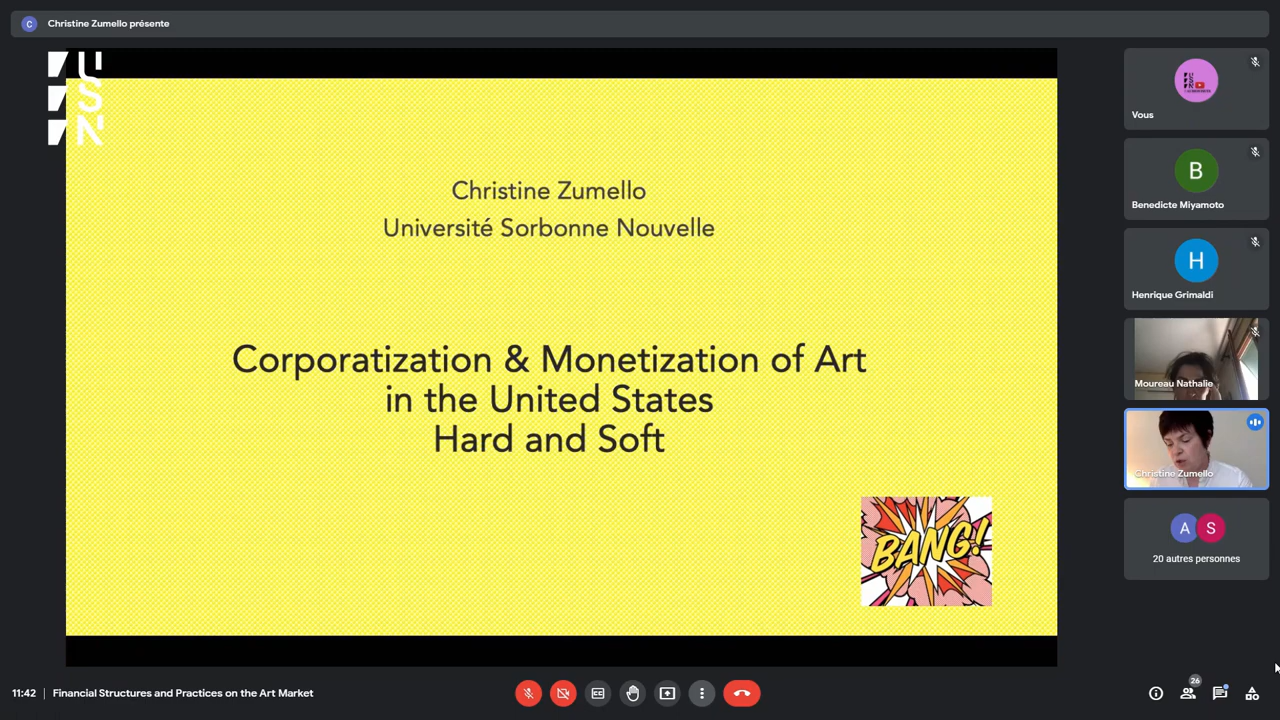 C
Christine Zumello présente
USN
Christine Zumello
Université Sorbonne Nouvelle
Corporatization & Monetization of Art
in the United States
Hard and Soft
BANG!
Vous
B
Benedicte Miyamoto
H
Henrique Grimaldi
Moureau Nathalie
Christine Zumello
A S
20 autres personnes
11:42 | Financial Structures and Practices on the Art Market
CC
26